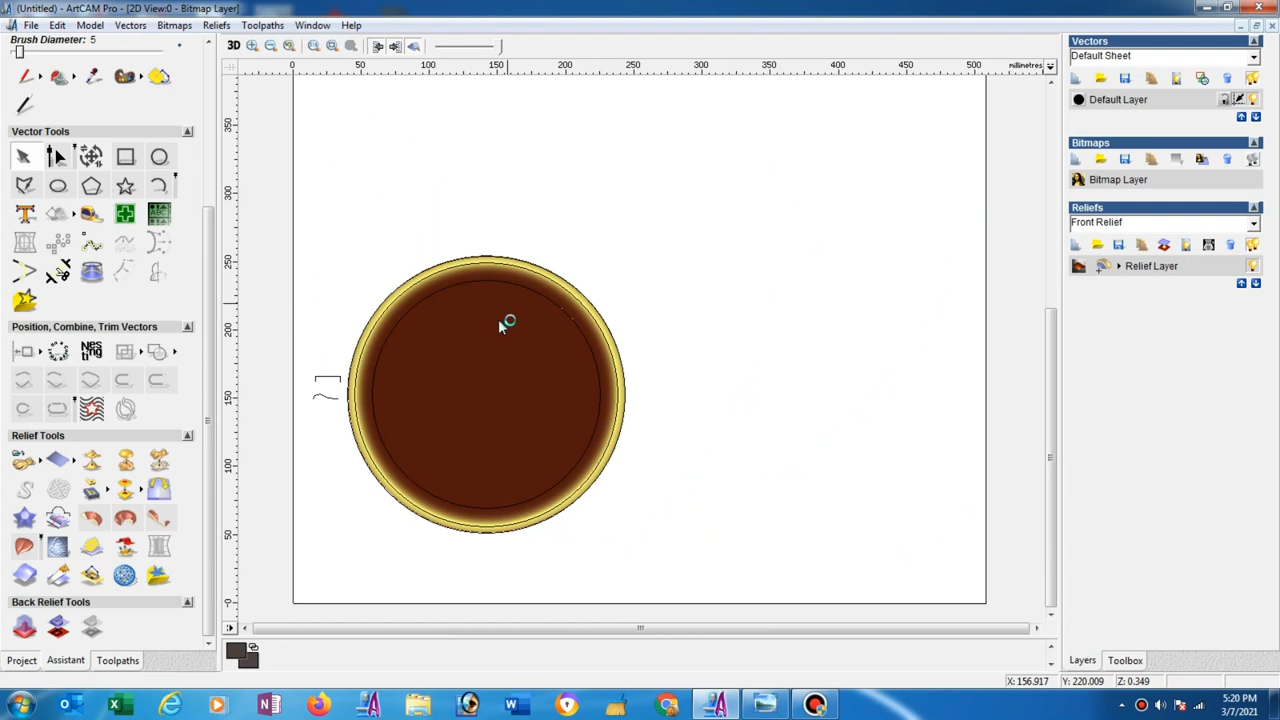 (Untitled) - ArtCAM Pro - [2D View:0 - Bitmap Layer]
File Edit Model Vectors Bitmaps Reliefs Toolpaths Window Help
Brush Diameter: 5
3D
0 50 100 150 200 250 300 350 400 450 500 millimetres
Vector Tools
Position, Combine, Trim Vectors
Nes ting
Relief Tools
Back Relief Tools
Project Assistant Toolpaths
350
300
250
200
150
100
50
-0
Vectors
Default Sheet
Default Layer
Bitmaps
Bitmap Layer
Reliefs
Front Relief
Relief Layer
Layers Toolbox
X: 156.917 Y: 220.009 Z: 0.349
5:20 PM
3/7/2021